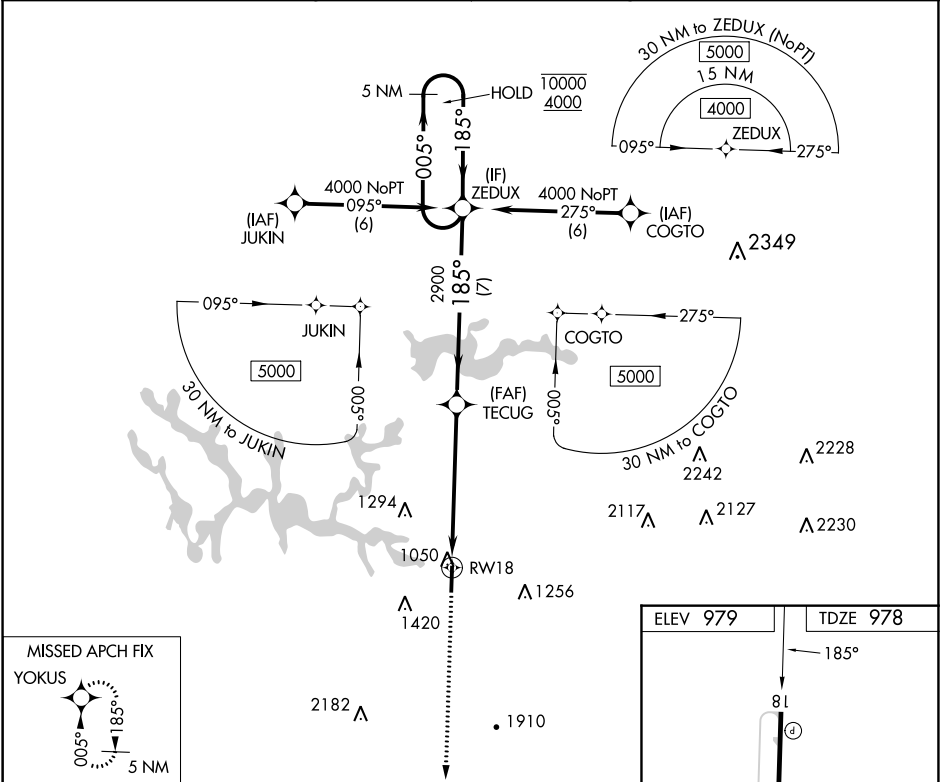 30 NM to ZEDUX (NoPT)
5000
15 NM
4000
ZEDUX
095°
275°
5 NM
HOLD
10000
4000
005°
185°
(IF)
ZEDUX
4000 NoPT
095°
(6)
(IAF)
JUKIN
4000 NoPT
275°
(6)
(IAF)
COGTO
2349
2900
185°
(7)
095°
JUKIN
5000
005°
30 NM to JUKIN
275°
COGTO
5000
005°
30 NM to COGTO
(FAF)
TECUG
2228
2242
1294
2117
2127
2230
1050
RW18
1256
1420
ELEV 979
TDZE 978
185°
18
P
MISSED APCH FIX
YOKUS
005°
185°
5 NM
2182
1910